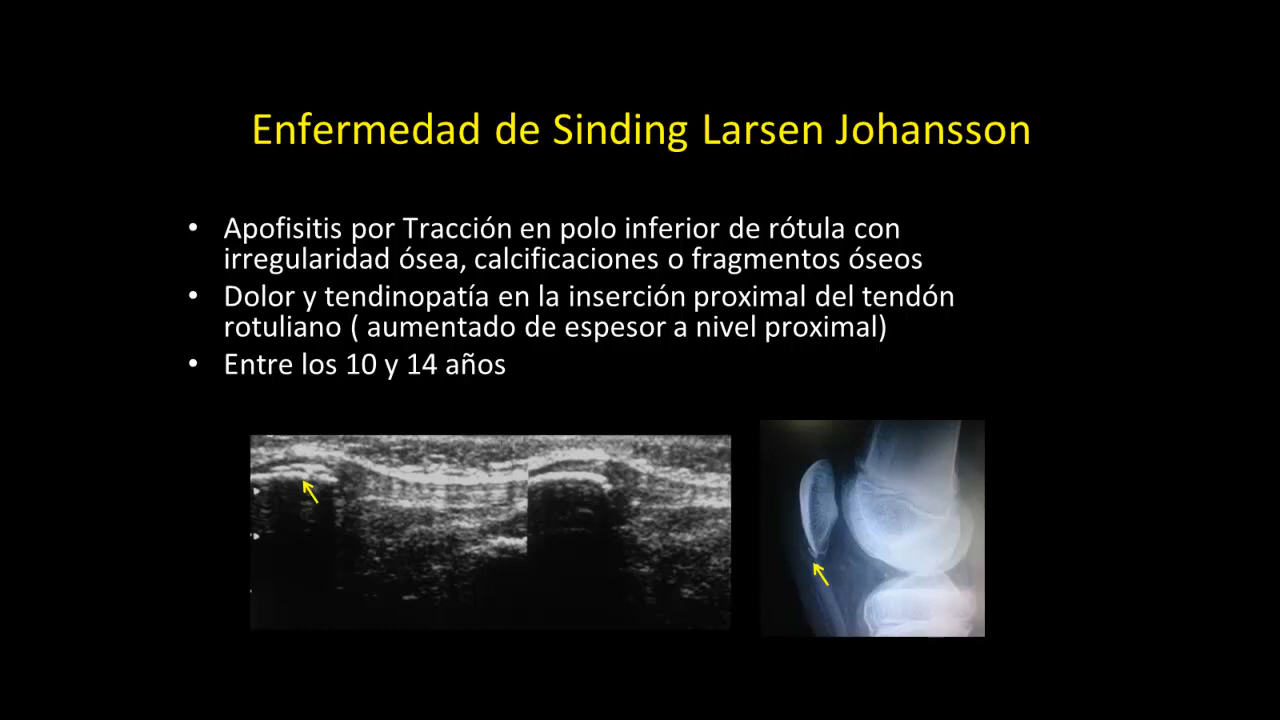 Enfermedad de Sinding Larsen Johansson
• Apofisitis por Tracción en polo inferior de rótula con
irregularidad ósea, calcificaciones o fragmentos óseos
• Dolor y tendinopatía en la inserción proximal del tendón
rotuliano ( aumentado de espesor a nivel proximal)
• Entre los 10 y 14 años